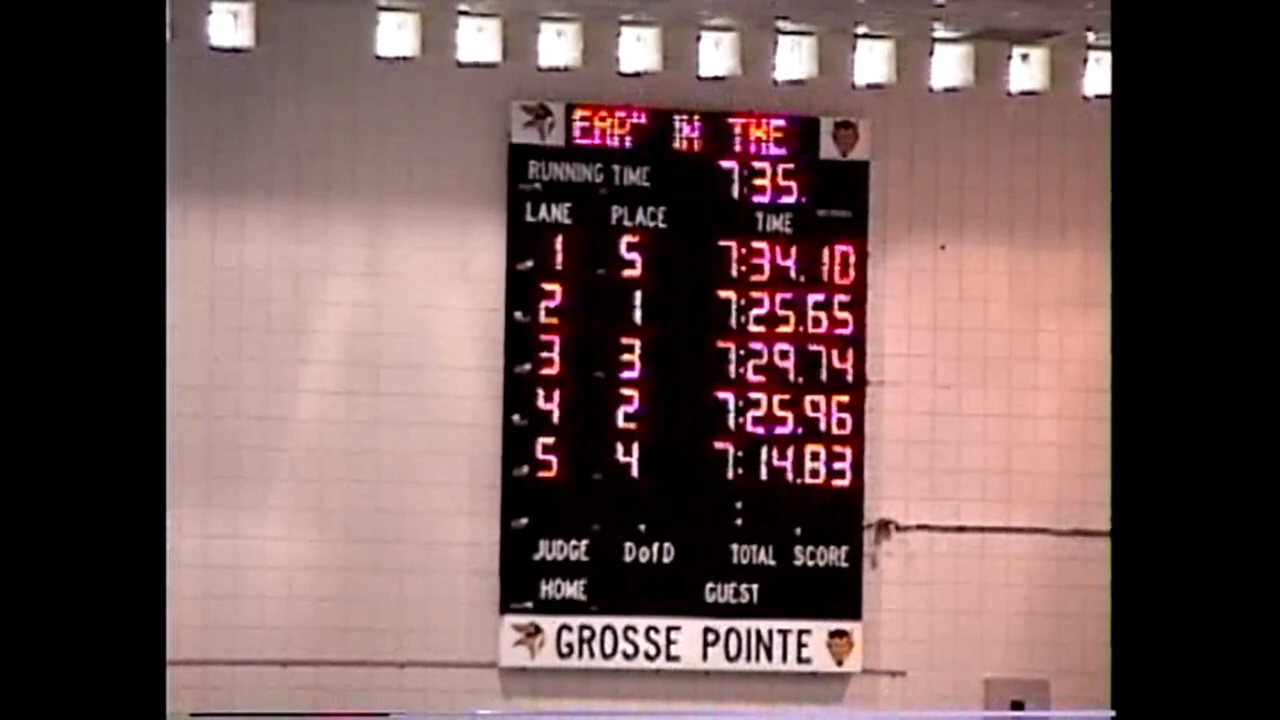 EAR" IN THE
RUNNING TIME 7:35.
LANE PLACE TIME
1 5 7:34.10
2 1 7:25.65
3 3 7:29.74
4 2 7:25.96
5 4 7:14.83
:
JUDGE DofD TOTAL SCORE
HOME GUEST
GROSSE POINTE